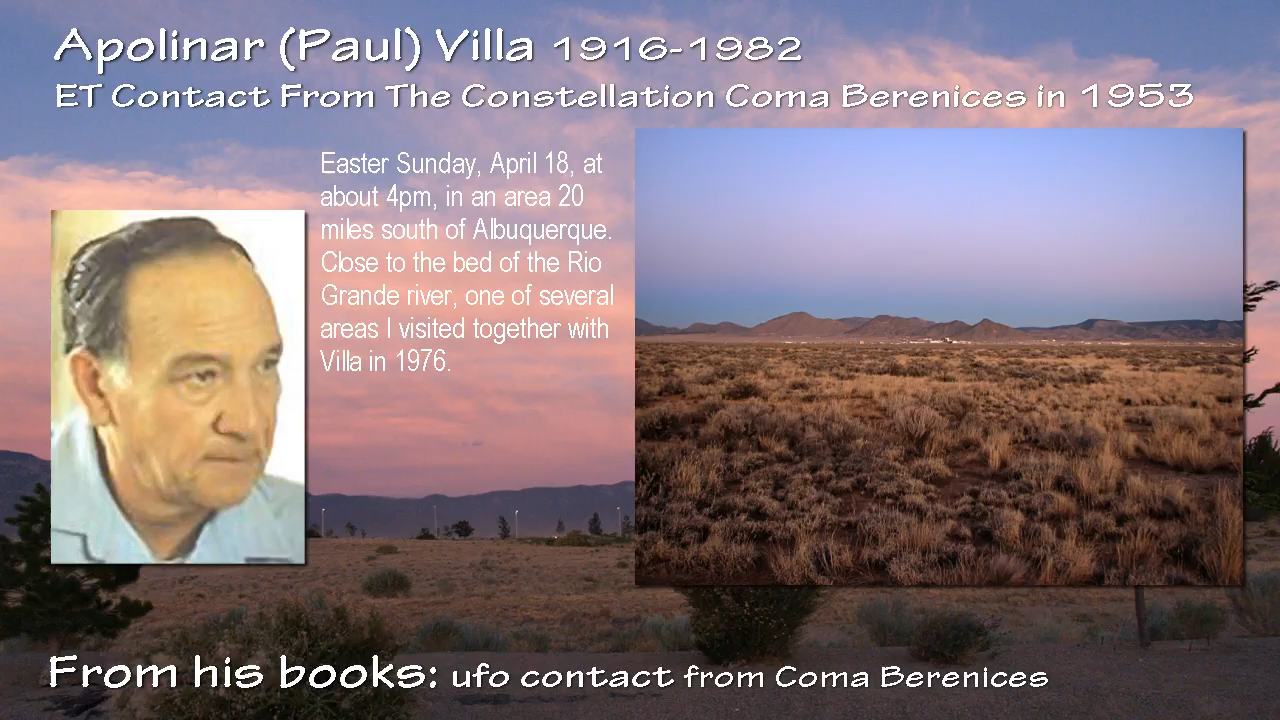 Apolinar (Paul) Villa 1916-1982
ET Contact From The Constellation Coma Berenices in 1953
Easter Sunday, April 18, at
about 4pm, in an area 20
miles south of Albuquerque.
Close to the bed of the Rio
Grande river, one of several
areas I visited together with
Villa in 1976.
From his books: ufo contact from Coma Berenices